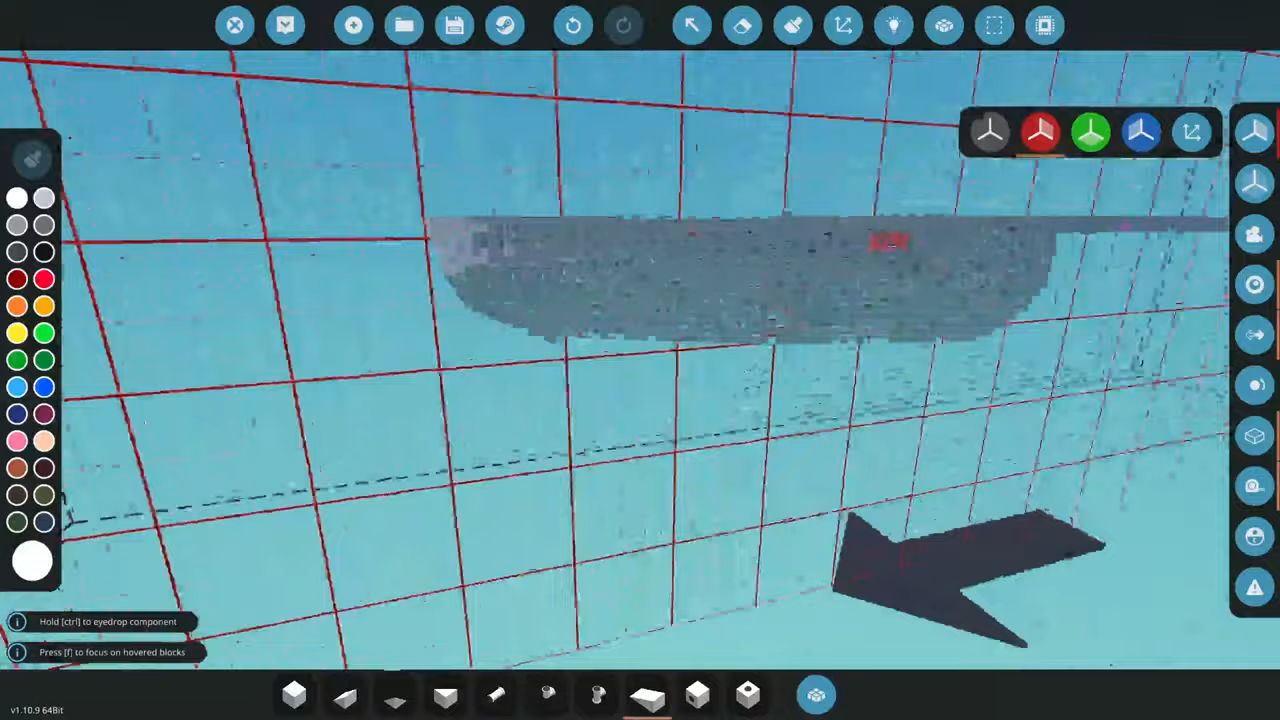 Hold [ctrl] to eyedrop component
Press [f] to focus on hovered blocks
v1.10.9 64Bit